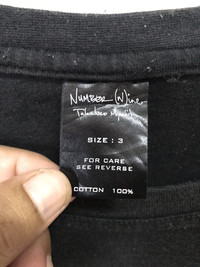 NUMBER (N)ine
Takahiro Miyashita
SIZE : 3
FOR CARE
SEE REVERSE
COTTON 100%